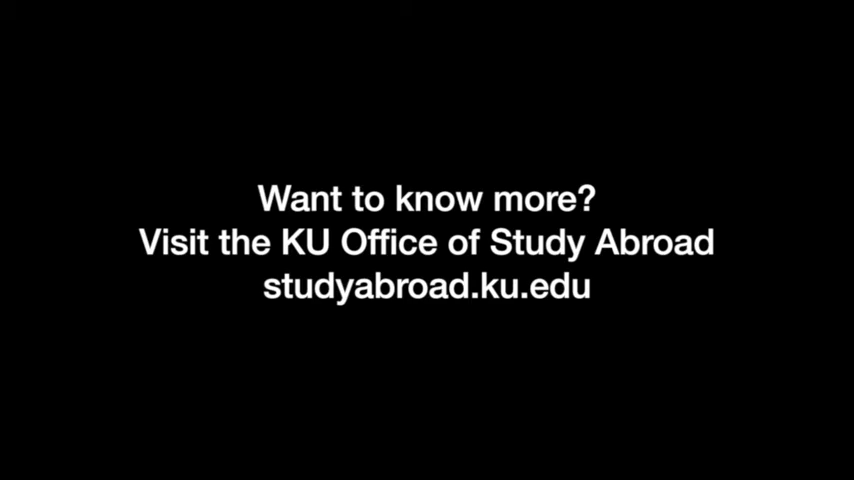 Want to know more?
Visit the KU Office of Study Abroad
studyabroad.ku.edu